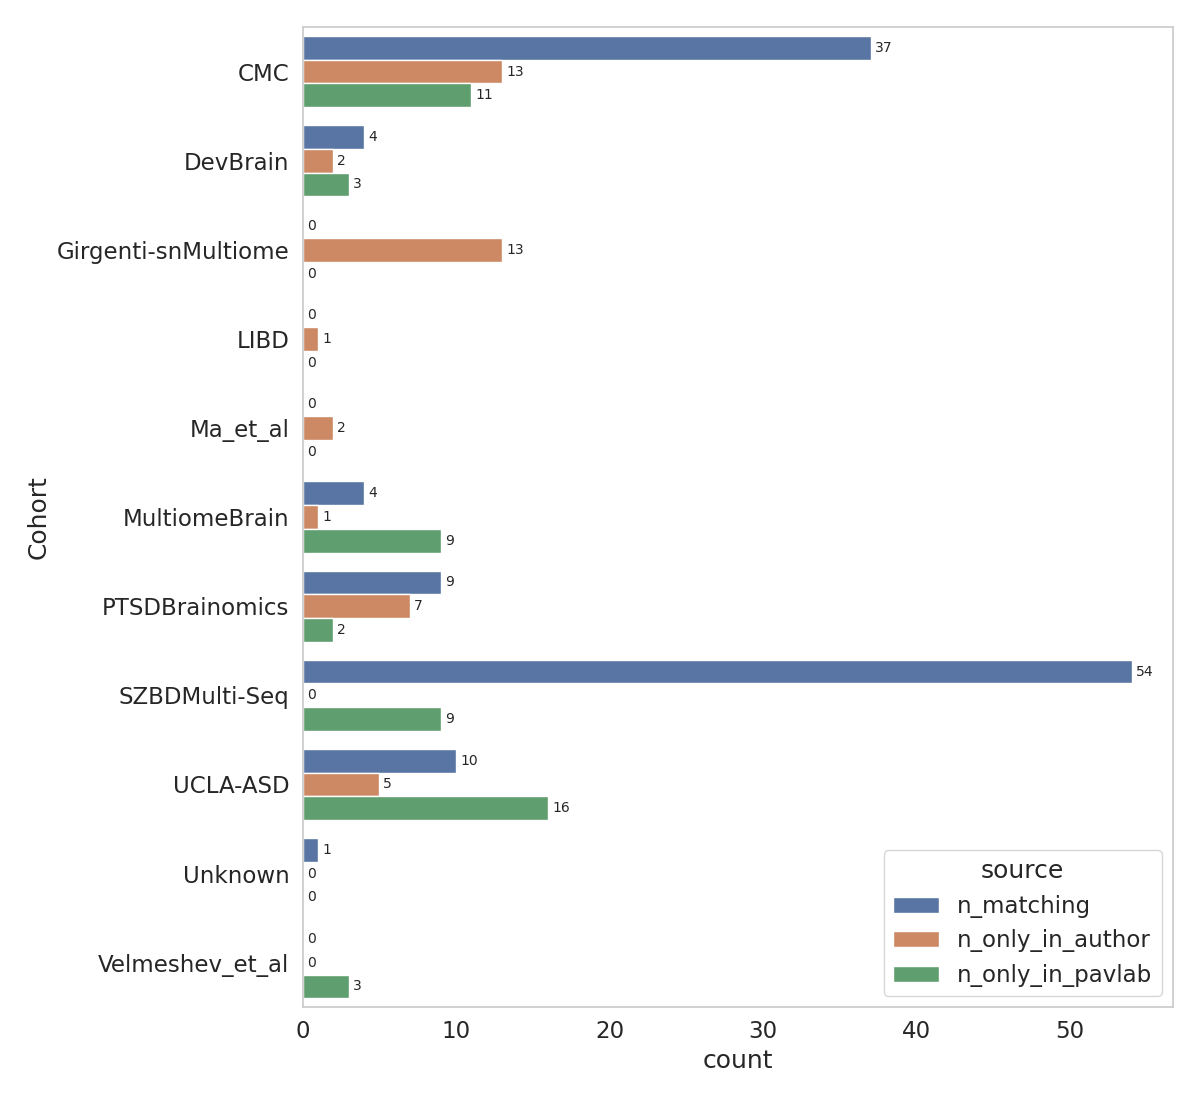 CMC
37
13
11
DevBrain
4
2
3
Girgenti-snMultiome
0
13
0
LIBD
0
1
0
Ma_et_al
0
2
0
MultiomeBrain
4
1
9
PTSDBrainomics
9
7
2
SZBDMulti-Seq
54
0
9
UCLA-ASD
10
5
16
Unknown
1
0
0
Velmeshev_et_al
0
0
3
Cohort
0 10 20 30 40 50
count
source
n_matching
n_only_in_author
n_only_in_pavlab